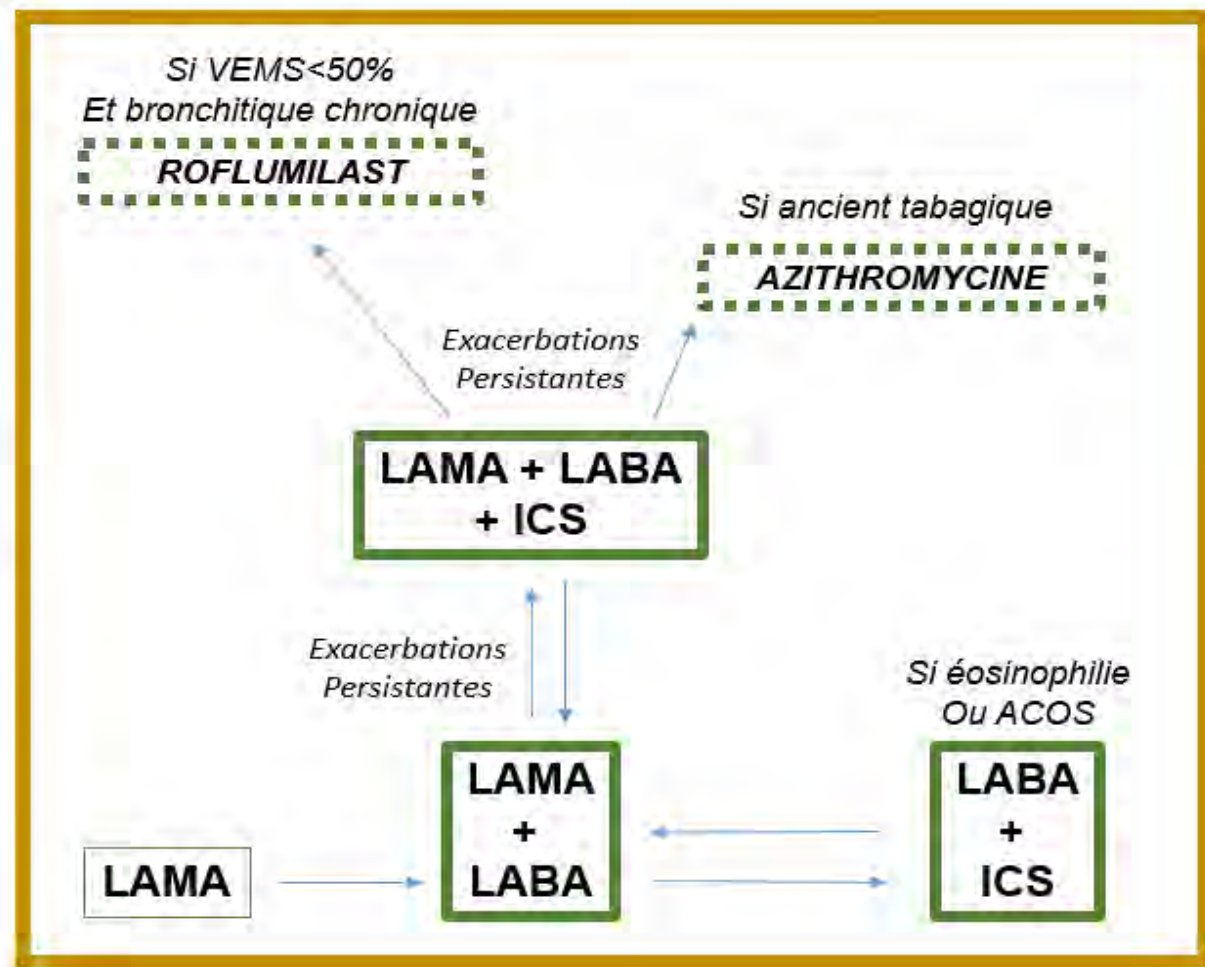 Si VEMS<50%
Et bronchitique chronique
ROFLUMILAST
Si ancient tabagique
AZITHROMYCINE
Exacerbations
Persistantes
LAMA + LABA
+ ICS
Exacerbations
Persistantes
Si éosinophilie
Ou ACOS
LAMA
LAMA
+
LABA
LABA
+
ICS